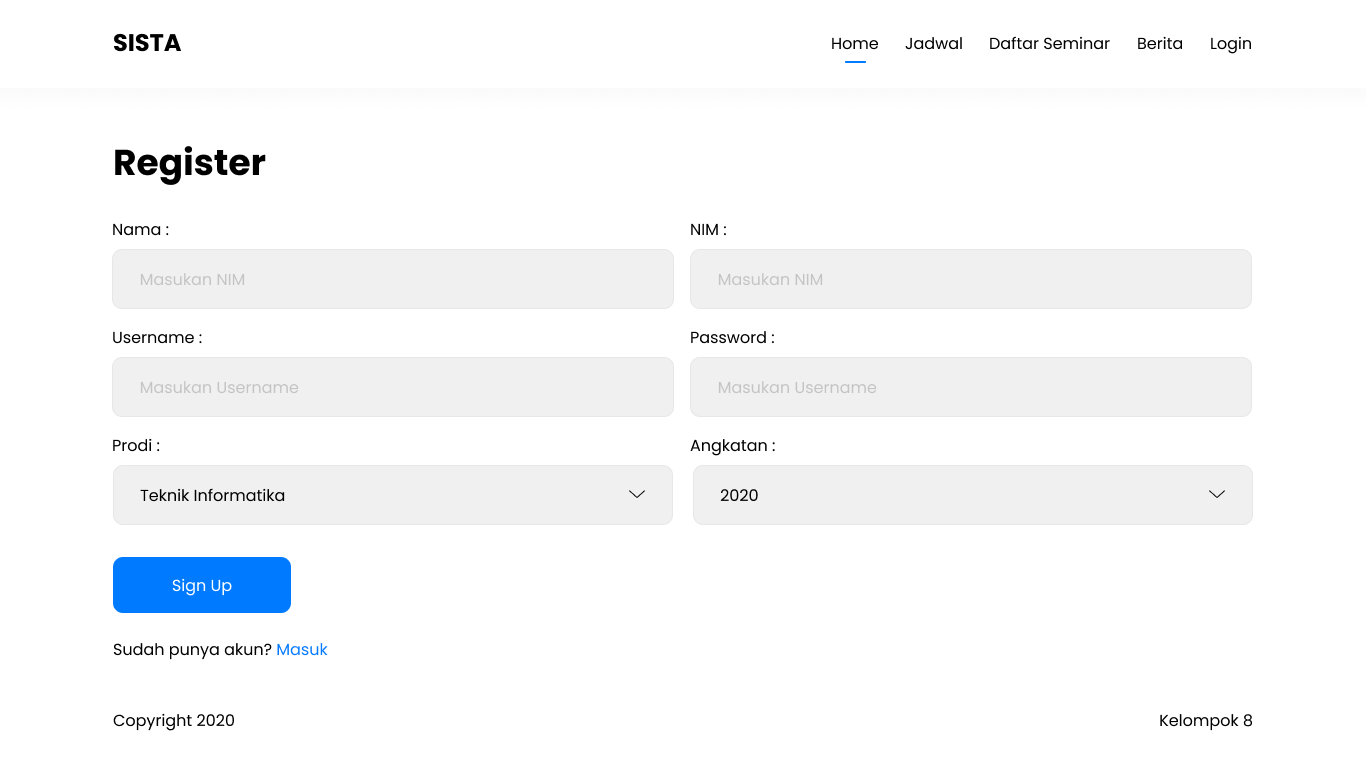 SISTA
Home Jadwal Daftar Seminar Berita Login
Register
Nama : NIM :
Masukan NIM Masukan NIM
Username : Password :
Masukan Username Masukan Username
Prodi : Angkatan :
Teknik Informatika 2020
Sign Up
Sudah punya akun? Masuk
Copyright 2020 Kelompok 8